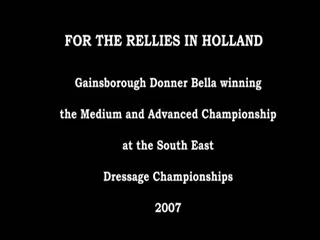 FOR THE RELLIES IN HOLLAND
Gainsborough Donner Bella winning
the Medium and Advanced Championship
at the South East
Dressage Championships
2007